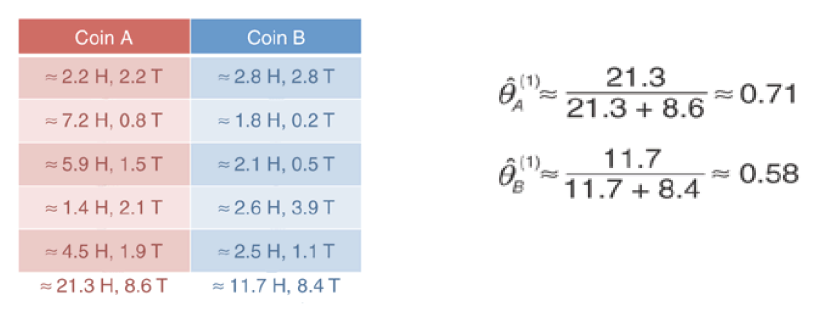 Coin A Coin B
≈ 2.2 H, 2.2 T ≈ 2.8 H, 2.8 T
≈ 7.2 H, 0.8 T ≈ 1.8 H, 0.2 T
≈ 5.9 H, 1.5 T ≈ 2.1 H, 0.5 T
≈ 1.4 H, 2.1 T ≈ 2.6 H, 3.9 T
≈ 4.5 H, 1.9 T ≈ 2.5 H, 1.1 T
≈ 21.3 H, 8.6 T ≈ 11.7 H, 8.4 T
θ̂_A^(1) ≈ 21.3 / (21.3 + 8.6) ≈ 0.71
θ̂_B^(1) ≈ 11.7 / (11.7 + 8.4) ≈ 0.58